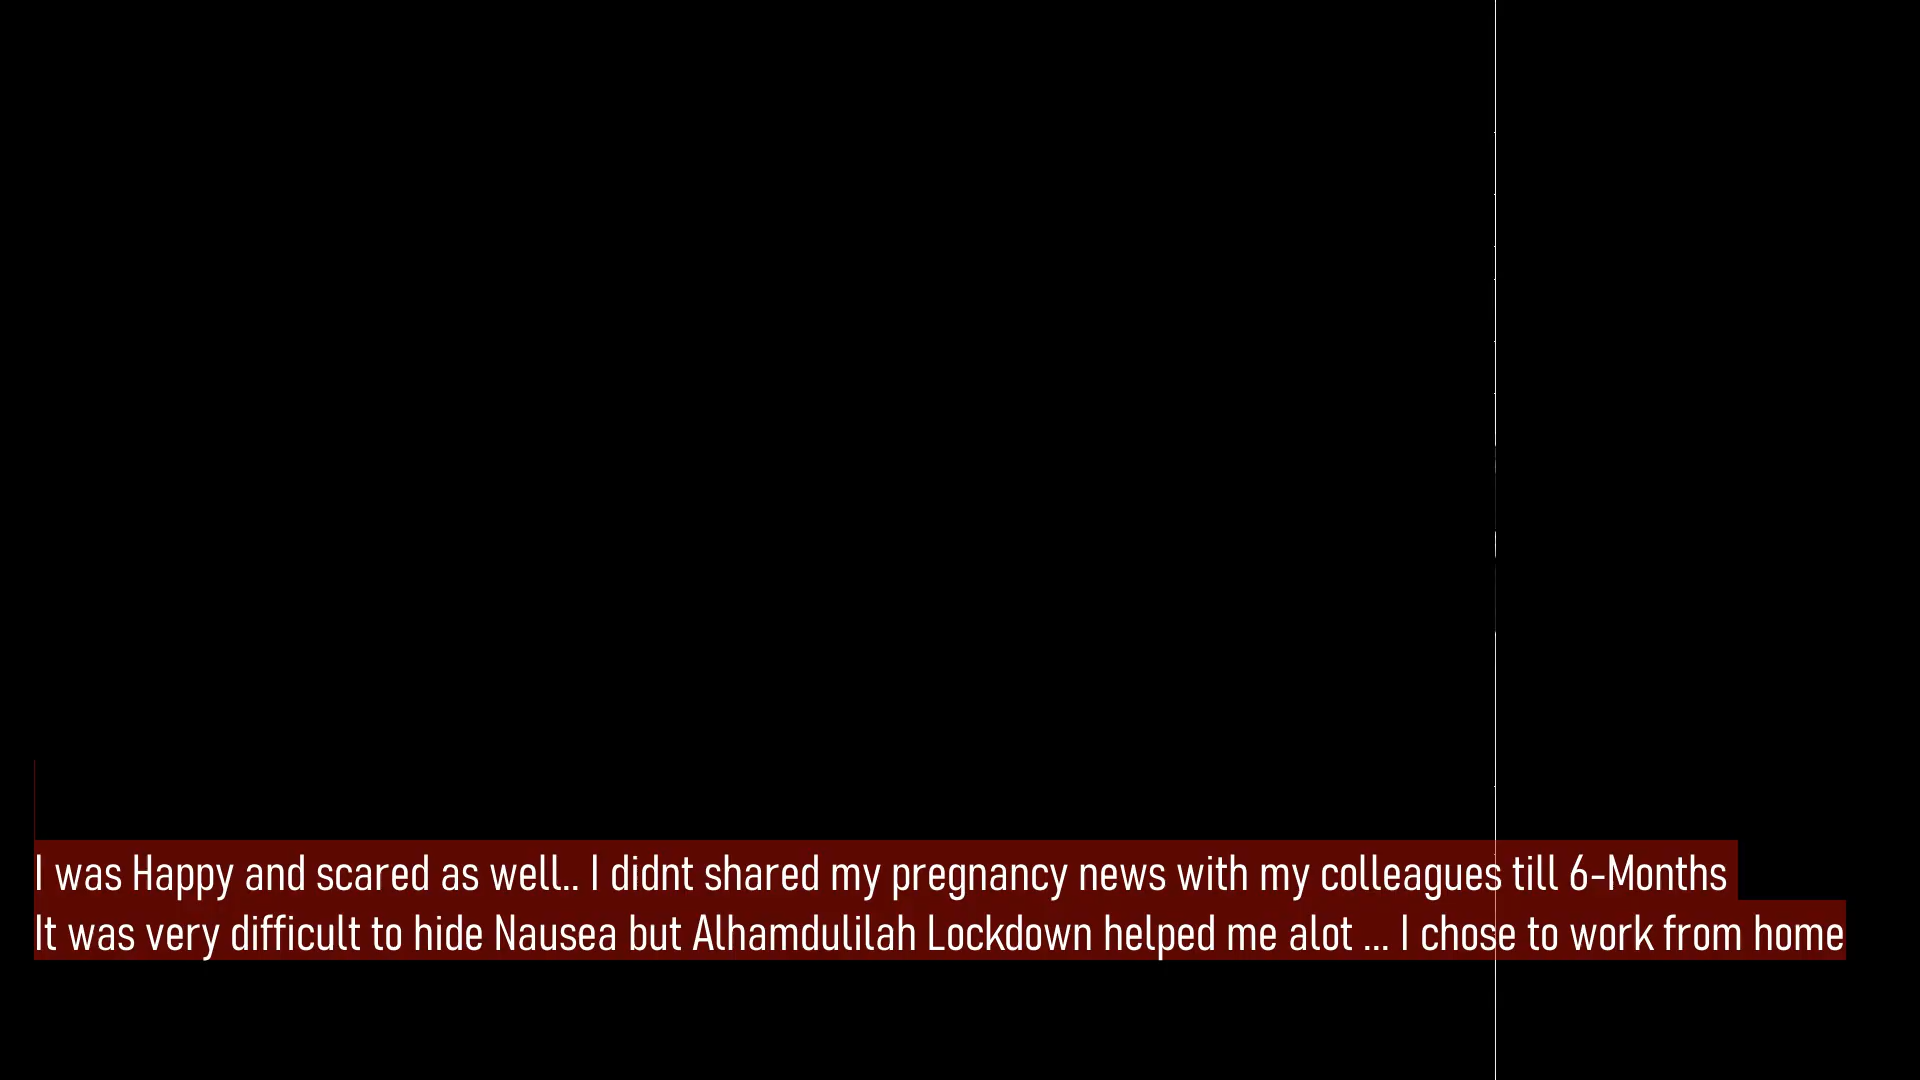 I was Happy and scared as well.. I didnt shared my pregnancy news with my colleagues till 6-Months
It was very difficult to hide Nausea but Alhamdulilah Lockdown helped me alot ... I chose to work from home